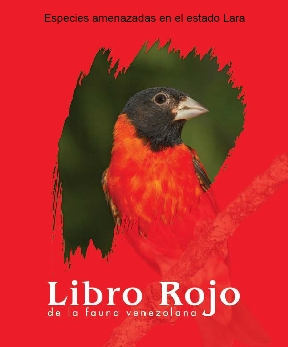 Especies amenazadas en el estado Lara
Libro Rojo
de la fauna venezolana